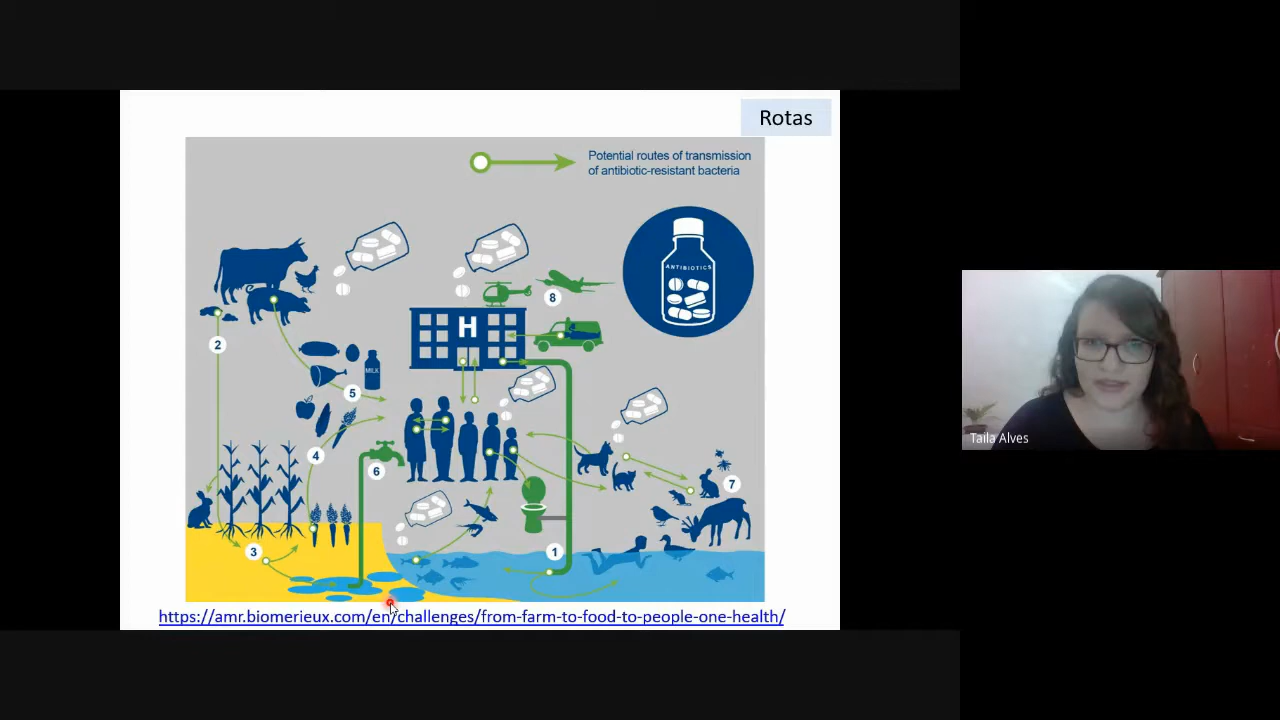 Rotas
Potential routes of transmission
of antibiotic-resistant bacteria
ANTIBIOTICS
8
H
2
MILK
5
4
6
7
3
1
Taila Alves
https://amr.biomerieux.com/en/challenges/from-farm-to-food-to-people-one-health/